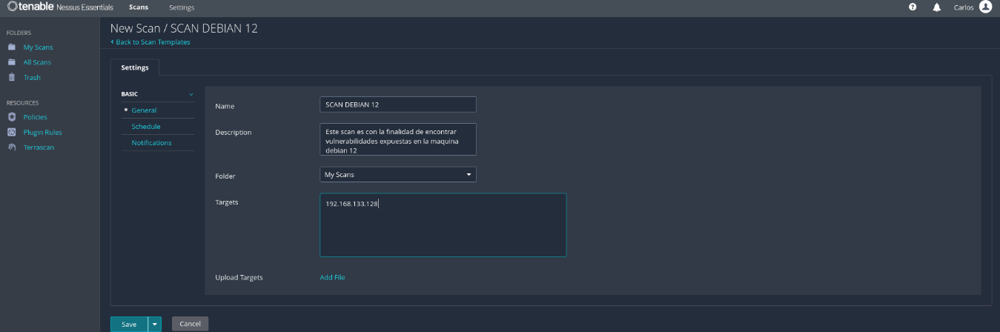 tenable Nessus Essentials Scans Settings Carlos
FOLDERS
My Scans
All Scans
Trash
RESOURCES
Policies
Plugin Rules
Terrascan
New Scan / SCAN DEBIAN 12
Back to Scan Templates
Settings
BASIC
General
Schedule
Notifications
Name
SCAN DEBIAN 12
Description
Este scan es con la finalidad de encontrar
vulnerabilidades expuestas en la maquina
debian 12
Folder
My Scans
Targets
192.168.133.128
Upload Targets
Add File
Save
Cancel